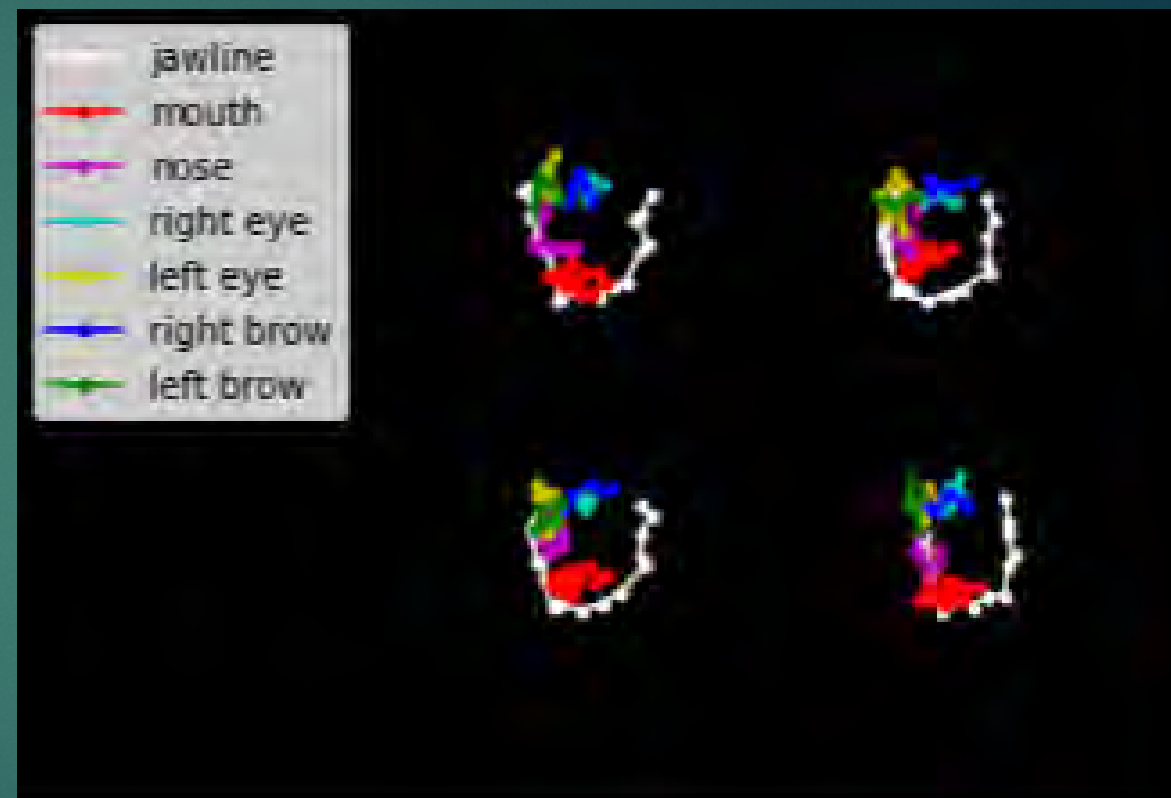 jawline
mouth
nose
right eye
left eye
right brow
left brow